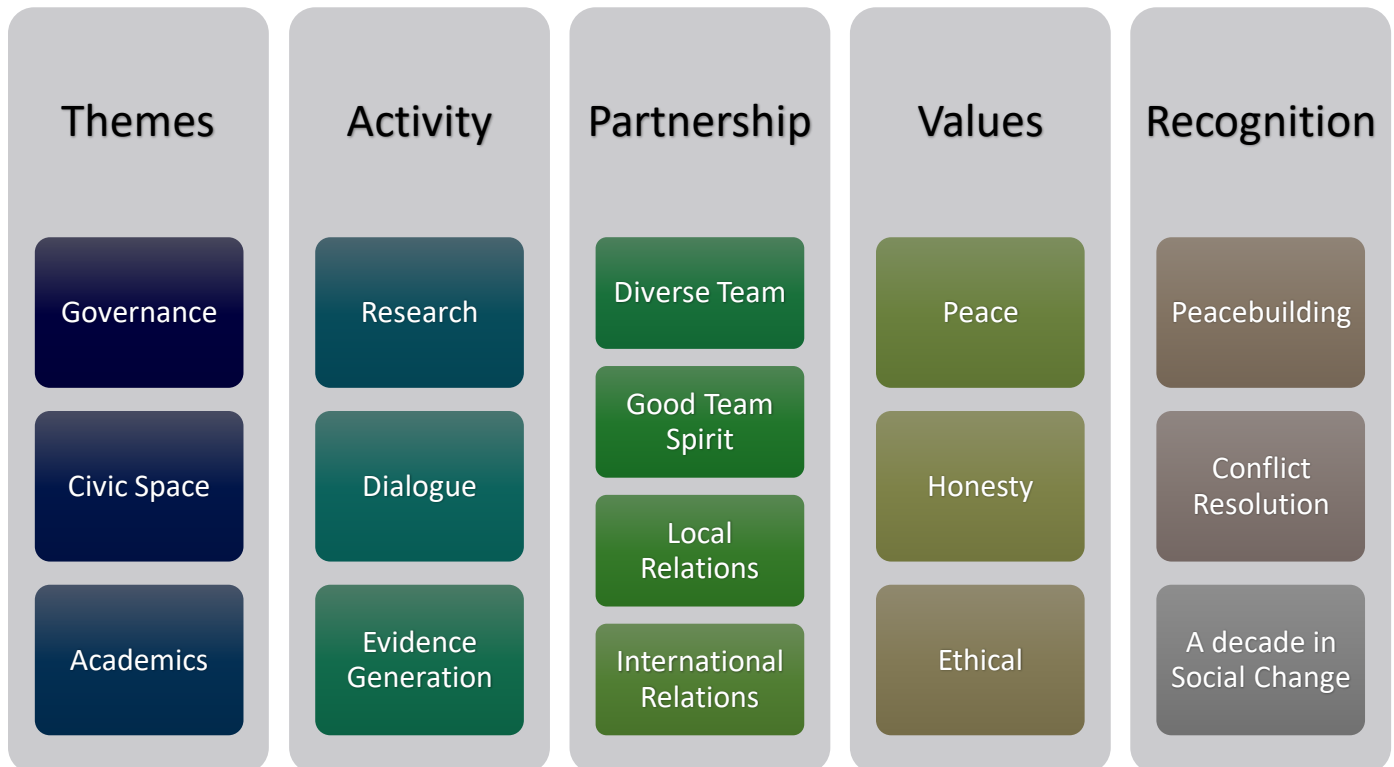 Themes
Governance
Civic Space
Academics
Activity
Research
Dialogue
Evidence
Generation
Partnership
Diverse Team
Good Team
Spirit
Local
Relations
International
Relations
Values
Peace
Honesty
Ethical
Recognition
Peacebuilding
Conflict
Resolution
A decade in
Social Change